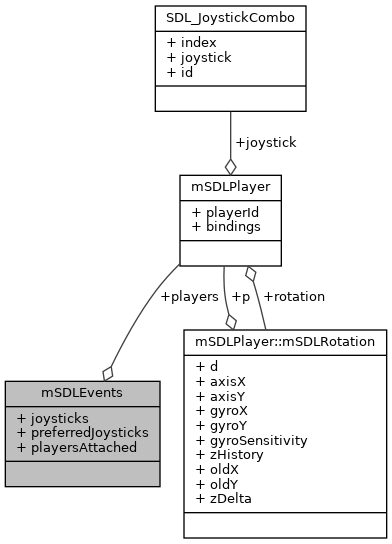 SDL_JoystickCombo
+ index
+ joystick
+ id
+joystick
mSDLPlayer
+ playerId
+ bindings
+players
+p
+rotation
mSDLEvents
+ joysticks
+ preferredJoysticks
+ playersAttached
mSDLPlayer::mSDLRotation
+ d
+ axisX
+ axisY
+ gyroX
+ gyroY
+ gyroSensitivity
+ zHistory
+ oldX
+ oldY
+ zDelta